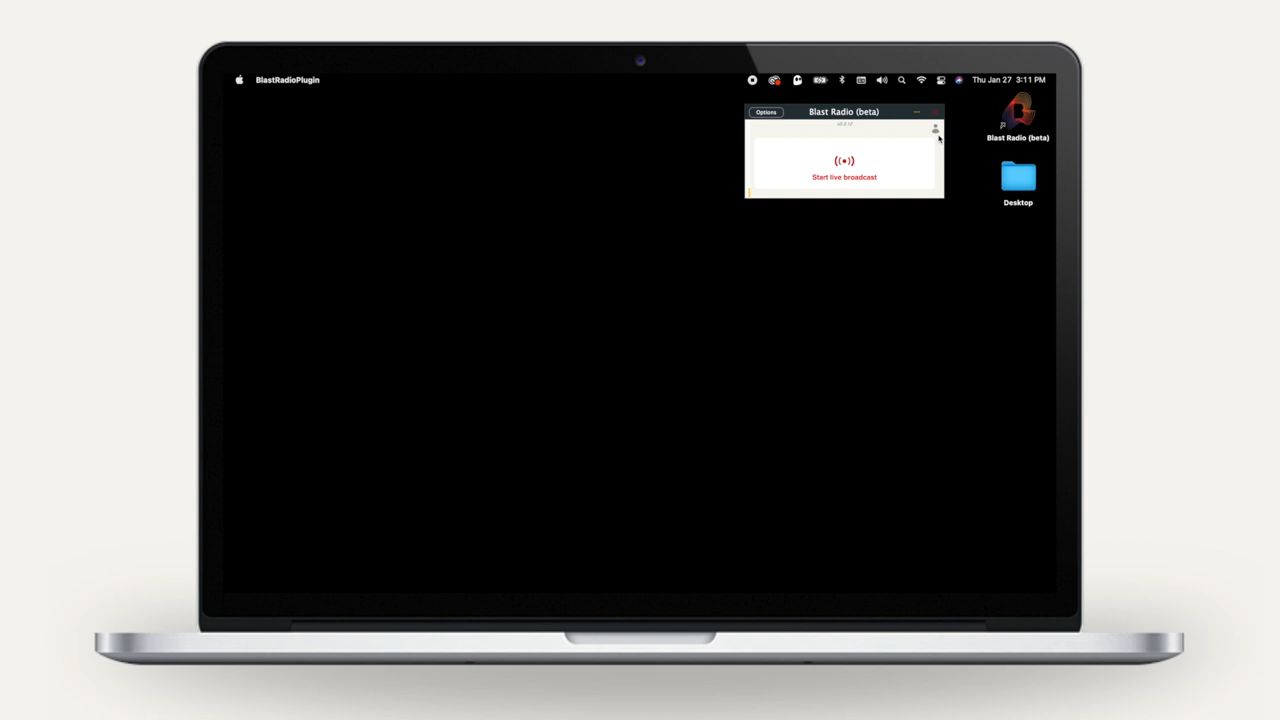 BlastRadioPlugin
Thu Jan 27 3:11 PM
Options
Blast Radio (beta)
Start live broadcast
Blast Radio (beta)
Desktop